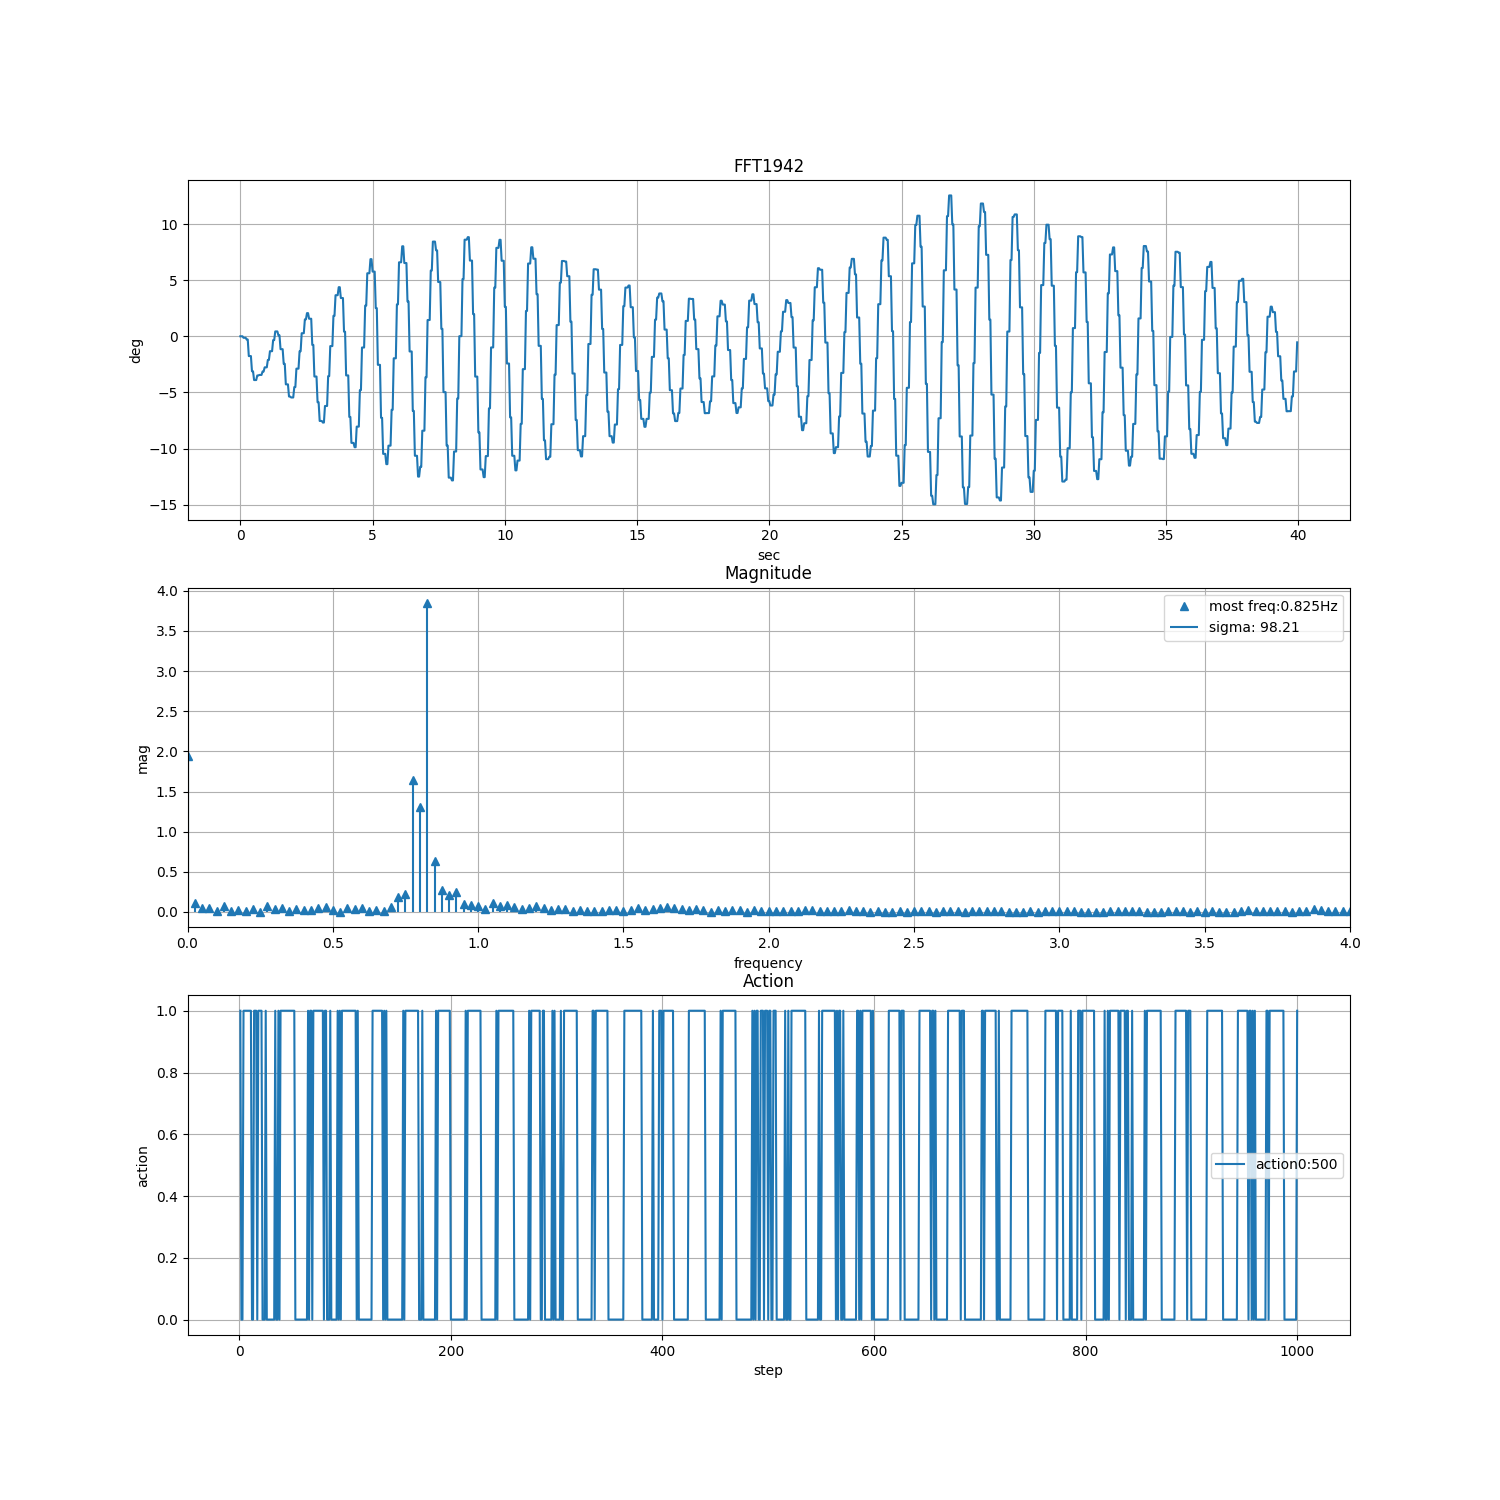 FFT1942
10
5
0
−5
−10
−15
deg
0 5 10 15 20 25 30 35 40
sec
Magnitude
4.0
3.5
3.0
2.5
2.0
1.5
1.0
0.5
0.0
mag
most freq:0.825Hz
sigma: 98.21
0.0 0.5 1.0 1.5 2.0 2.5 3.0 3.5 4.0
frequency
Action
1.0
0.8
0.6
0.4
0.2
0.0
action
action0:500
0 200 400 600 800 1000
step